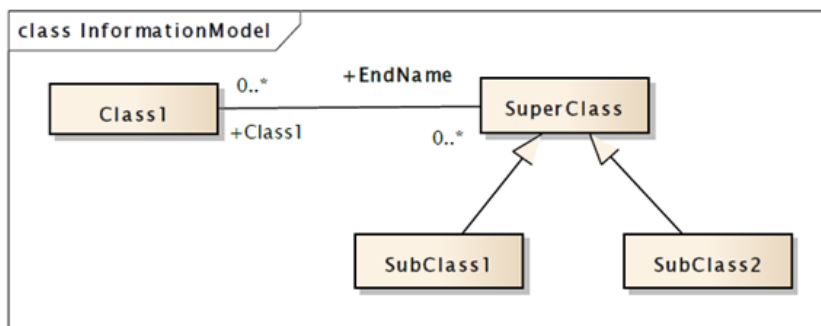 class InformationModel
+EndName
0..*
Class1
SuperClass
+Class1
0..*
SubClass1
SubClass2